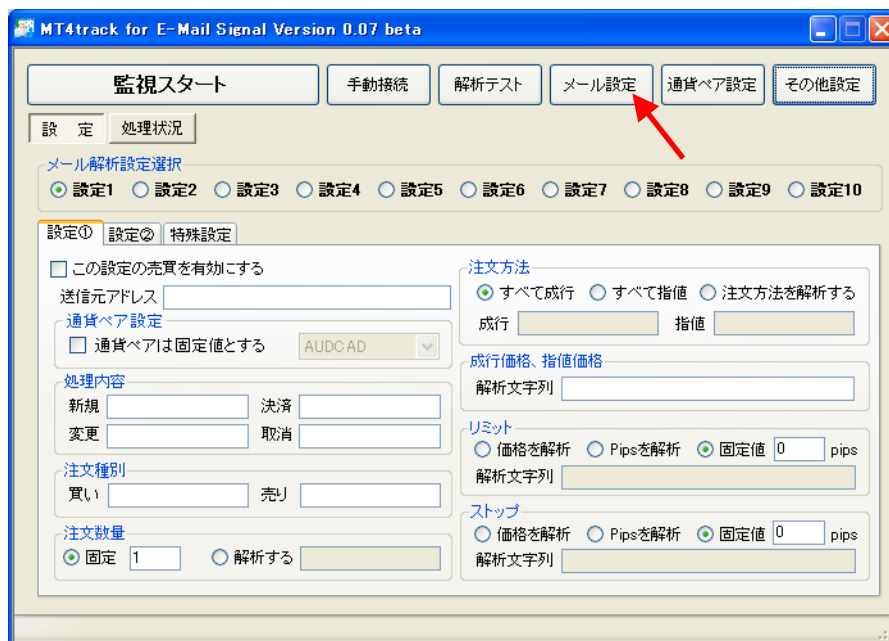 MT4track for E-Mail Signal Version 0.07 beta
監視スタート 手動接続 解析テスト メール設定 通貨ペア設定 その他設定
設 定 処理状況
メール解析設定選択
設定1 設定2 設定3 設定4 設定5 設定6 設定7 設定8 設定9 設定10
設定① 設定② 特殊設定
この設定の売買を有効にする
送信元アドレス
通貨ペア設定
通貨ペアは固定値とする AUDCAD
処理内容
新規 決済
変更 取消
注文種別
買い 売り
注文数量
固定 1 解析する
注文方法
すべて成行 すべて指値 注文方法を解析する
成行 指値
成行価格、指値価格
解析文字列
リミット
価格を解析 Pipsを解析 固定値 0 pips
解析文字列
ストップ
価格を解析 Pipsを解析 固定値 0 pips
解析文字列